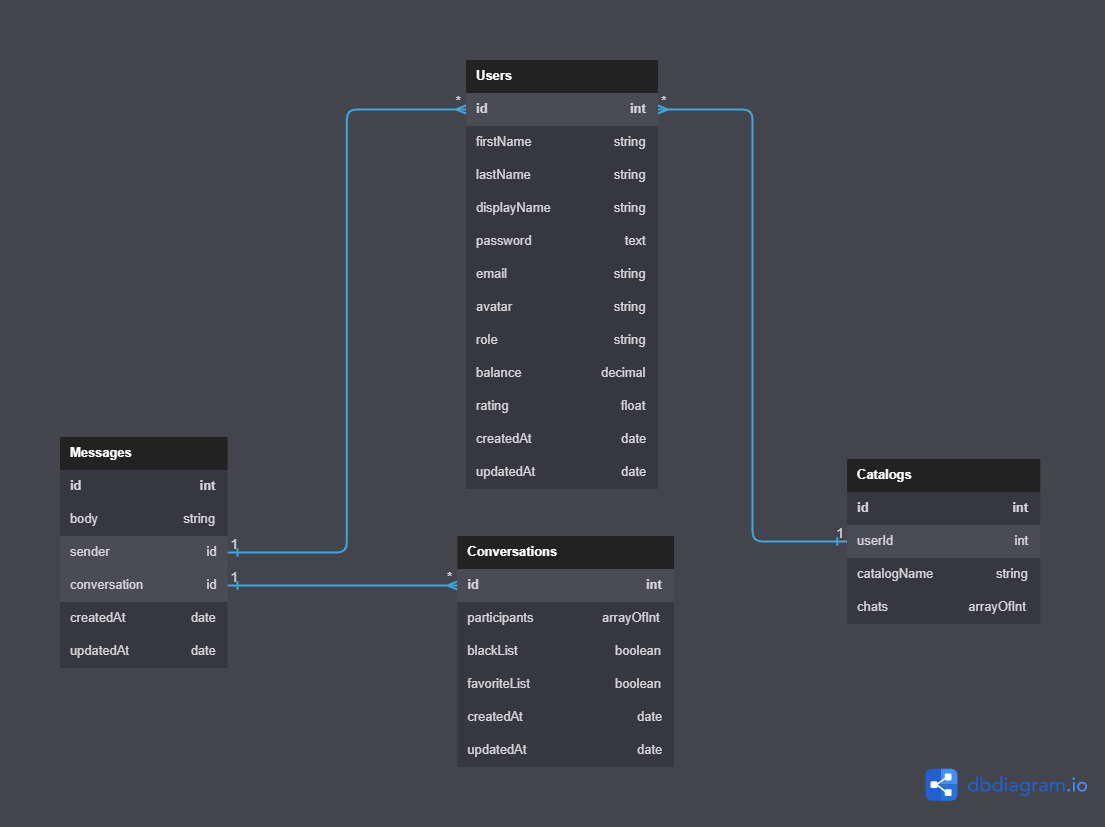 Users
* id int *
firstName string
lastName string
displayName string
password text
email string
avatar string
role string
balance decimal
rating float
createdAt date
updatedAt date
Messages
id int
body string
sender id 1
conversation id 1
createdAt date
updatedAt date
Conversations
* id int
participants arrayOfInt
blackList boolean
favoriteList boolean
createdAt date
updatedAt date
Catalogs
id int
1 userId int
catalogName string
chats arrayOfInt
dbdiagram.io